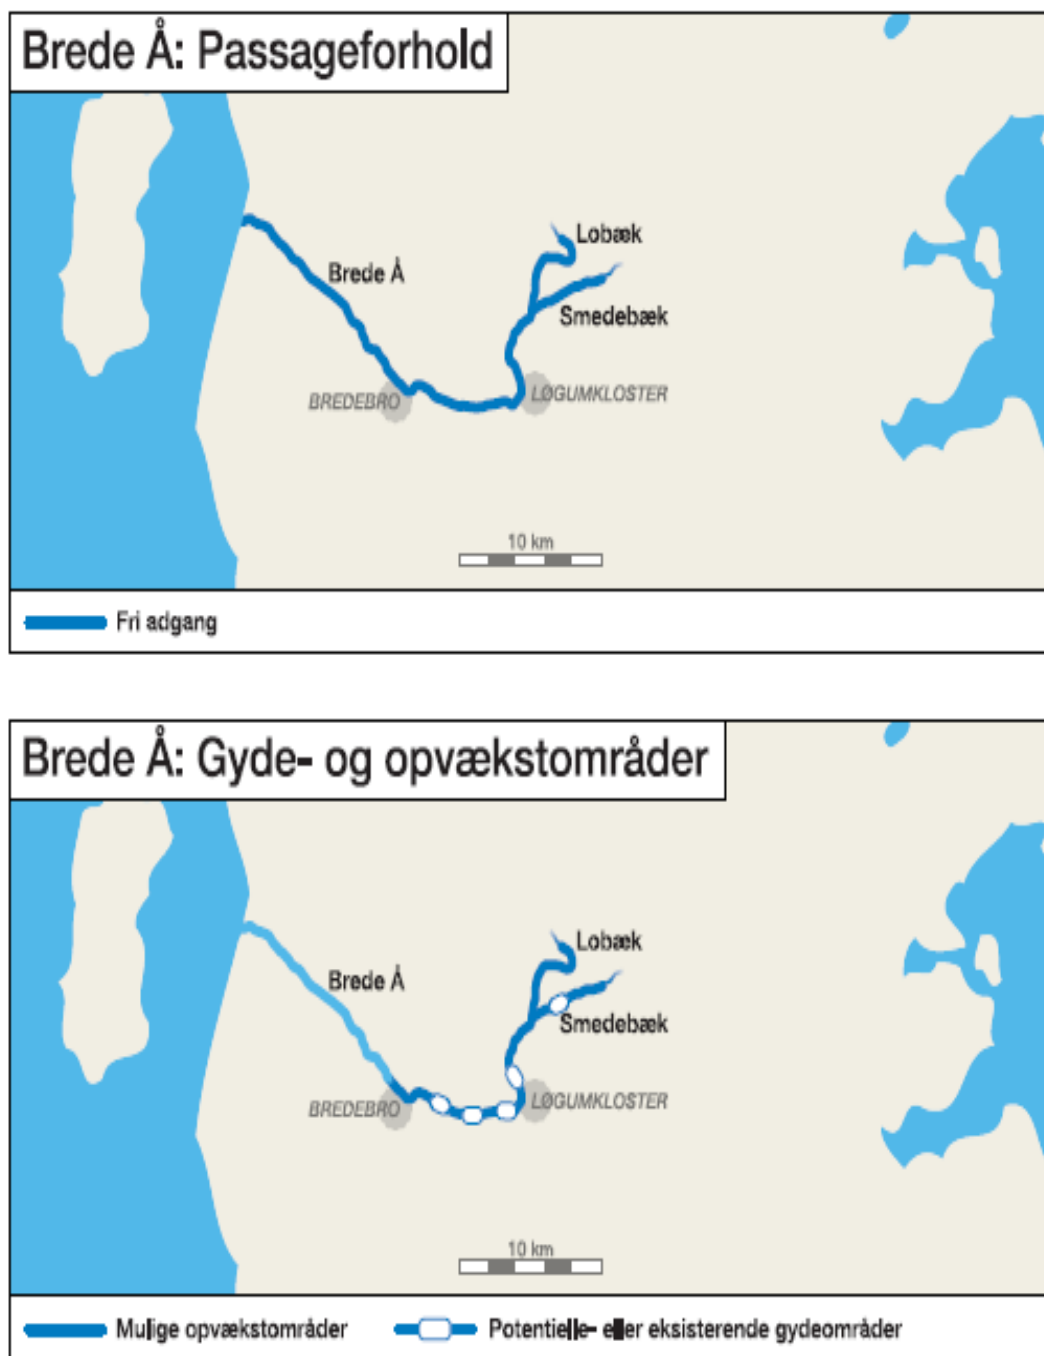 Brede Å: Passageforhold
Lobæk
Brede Å
Smedebæk
BREDEBRO
LØGUMKLOSTER
10 km
Fri adgang
Brede Å: Gyde- og opvækstområder
Lobæk
Brede Å
Smedebæk
BREDEBRO
LØGUMKLOSTER
10 km
Mulige opvækstområder
Potentielle- eller eksisterende gydeområder